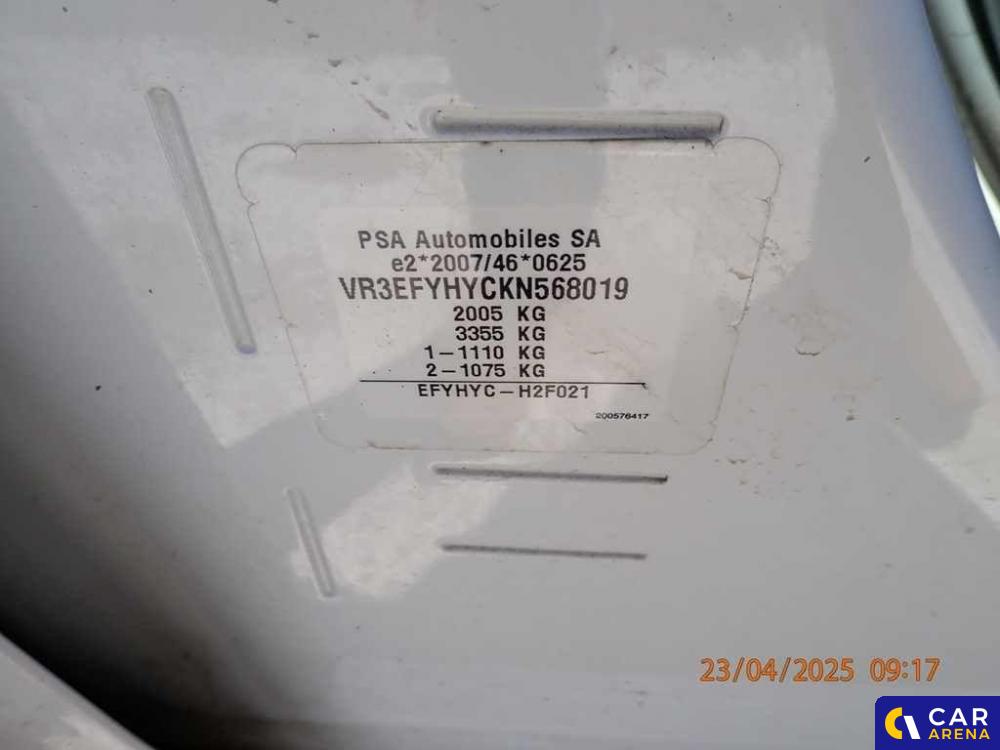 PSA Automobiles SA
e2*2007/46*0625
VR3EFYHYCKN568019
2005 KG
3355 KG
1-1110 KG
2-1075 KG
EFYHYC-H2F021
200576417
23/04/2025 09:17
CAR
ARENA